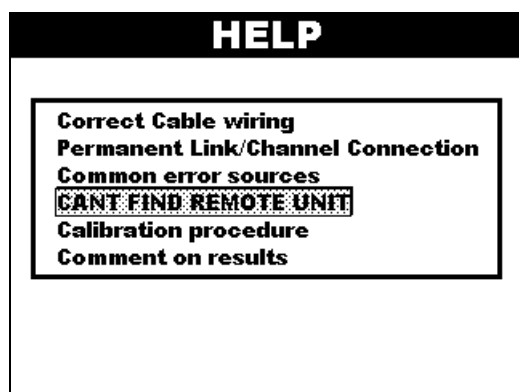 HELP
Correct Cable wiring
Permanent Link/Channel Connection
Common error sources
CANT FIND REMOTE UNIT
Calibration procedure
Comment on results